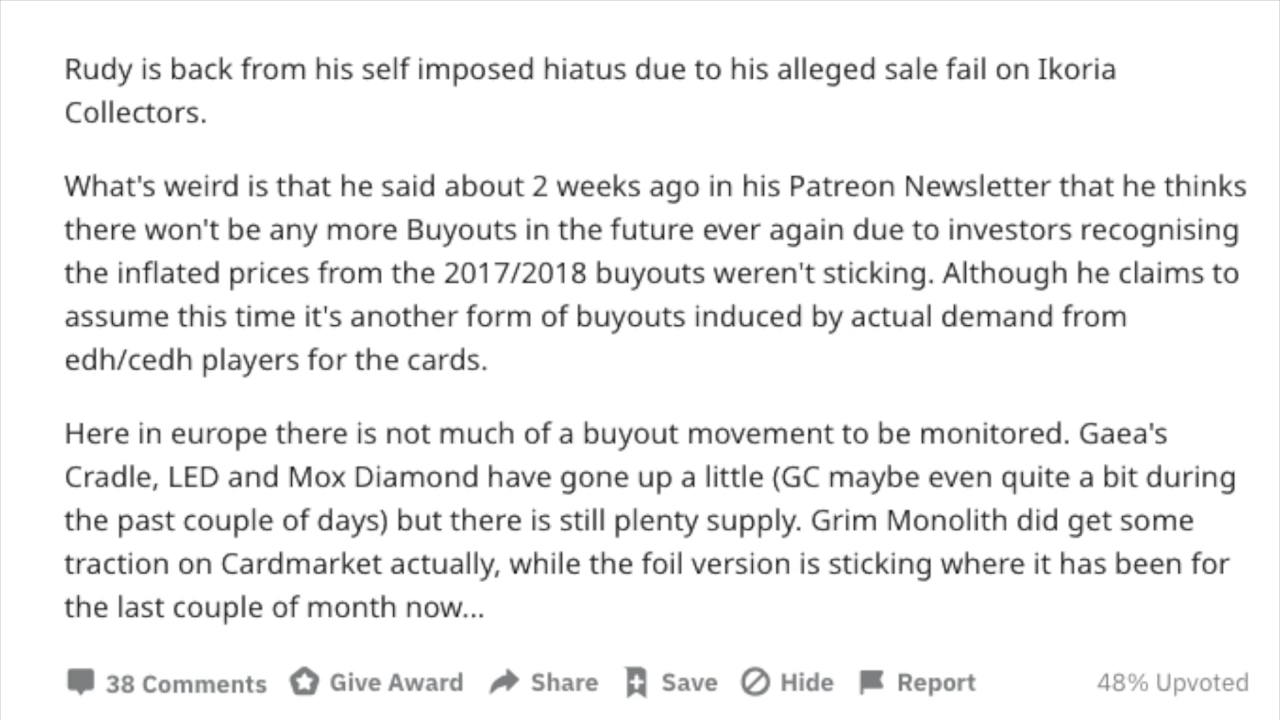 Rudy is back from his self imposed hiatus due to his alleged sale fail on Ikoria
Collectors.
What's weird is that he said about 2 weeks ago in his Patreon Newsletter that he thinks
there won't be any more Buyouts in the future ever again due to investors recognising
the inflated prices from the 2017/2018 buyouts weren't sticking. Although he claims to
assume this time it's another form of buyouts induced by actual demand from
edh/cedh players for the cards.
Here in europe there is not much of a buyout movement to be monitored. Gaea's
Cradle, LED and Mox Diamond have gone up a little (GC maybe even quite a bit during
the past couple of days) but there is still plenty supply. Grim Monolith did get some
traction on Cardmarket actually, while the foil version is sticking where it has been for
the last couple of month now...
38 Comments Give Award Share Save Hide Report 48% Upvoted